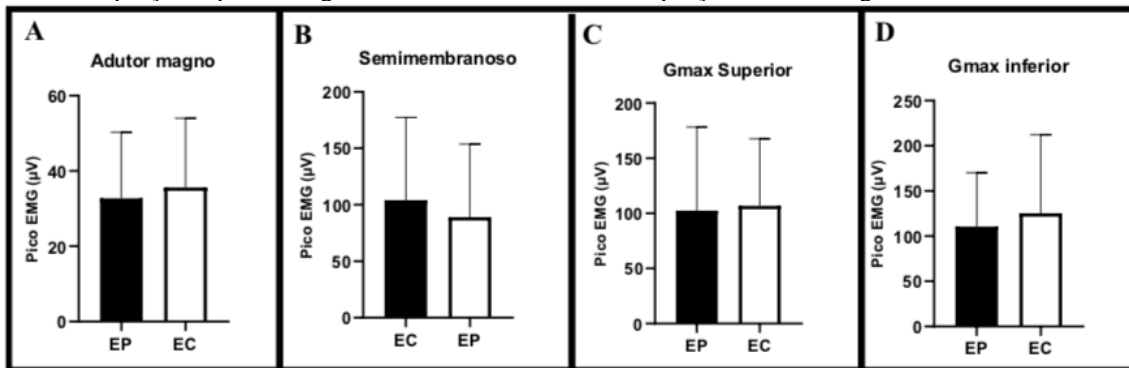 A
Adutor magno
Pico EMG (µV)
60
40
20
0
EP EC
B
Semimembranoso
Pico EMG (µV)
200
150
100
50
0
EC EP
C
Gmax Superior
Pico EMG (µV)
200
150
100
50
0
EP EC
D
Gmax inferior
Pico EMG (µV)
250
200
150
100
50
0
EP EC